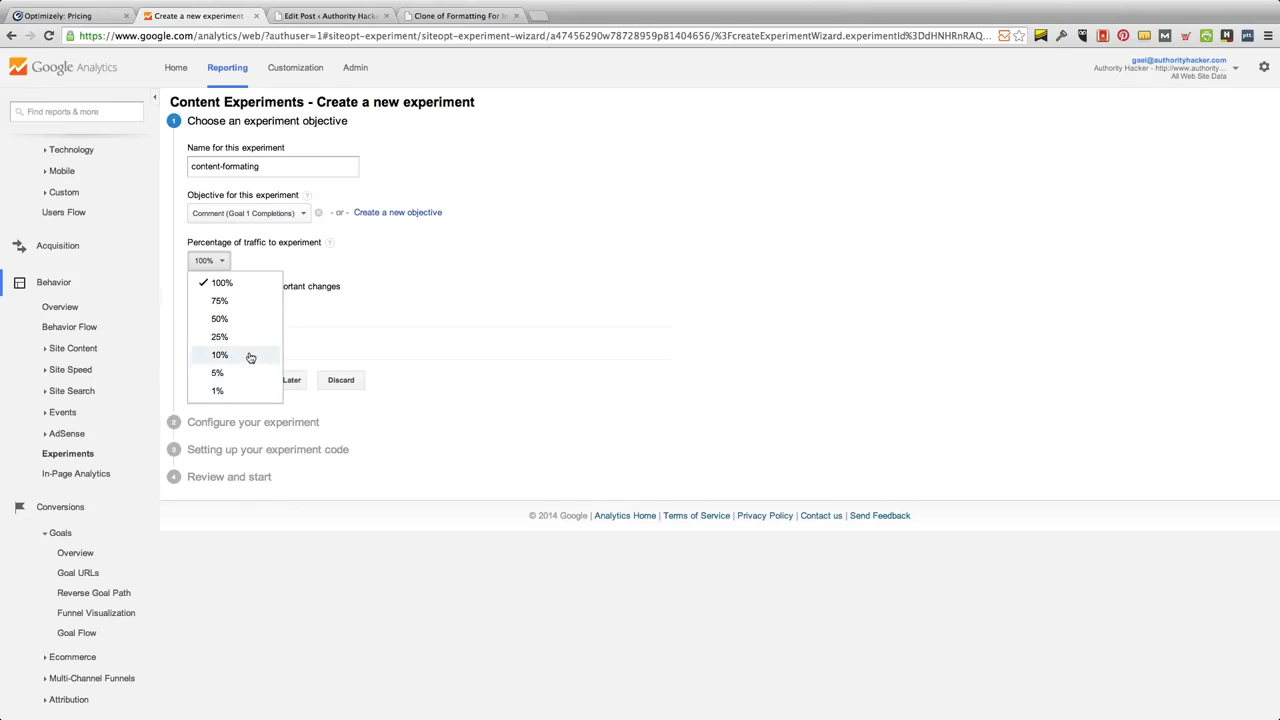 Optimizely: Pricing
Create a new experiment
Edit Post ‹ Authority Hacker
Clone of Formatting For
https://www.google.com/analytics/web/?authuser=1#siteopt-experiment/siteopt-experiment-wizard/a47456290w78728959p81404656/%3FcreateExperimentWizard.experimentId%3DdHNHRnRAQ...
Google Analytics
Home
Reporting
Customization
Admin
gael@authorityhacker.com
Authority Hacker - http://www.authority...
All Web Site Data
Find reports & more
Technology
Mobile
Custom
Users Flow
Acquisition
Behavior
Overview
Behavior Flow
Site Content
Site Speed
Site Search
Events
AdSense
Experiments
In-Page Analytics
Conversions
Goals
Overview
Goal URLs
Reverse Goal Path
Funnel Visualization
Goal Flow
Ecommerce
Multi-Channel Funnels
Attribution
Content Experiments - Create a new experiment
1 Choose an experiment objective
Name for this experiment
content-formating
Objective for this experiment ?
Comment (Goal 1 Completions) - or - Create a new objective
Percentage of traffic to experiment ?
100%
100%
ortant changes
75%
50%
25%
10%
5%
Later
Discard
1%
2 Configure your experiment
3 Setting up your experiment code
4 Review and start
© 2014 Google | Analytics Home | Terms of Service | Privacy Policy | Contact us | Send Feedback